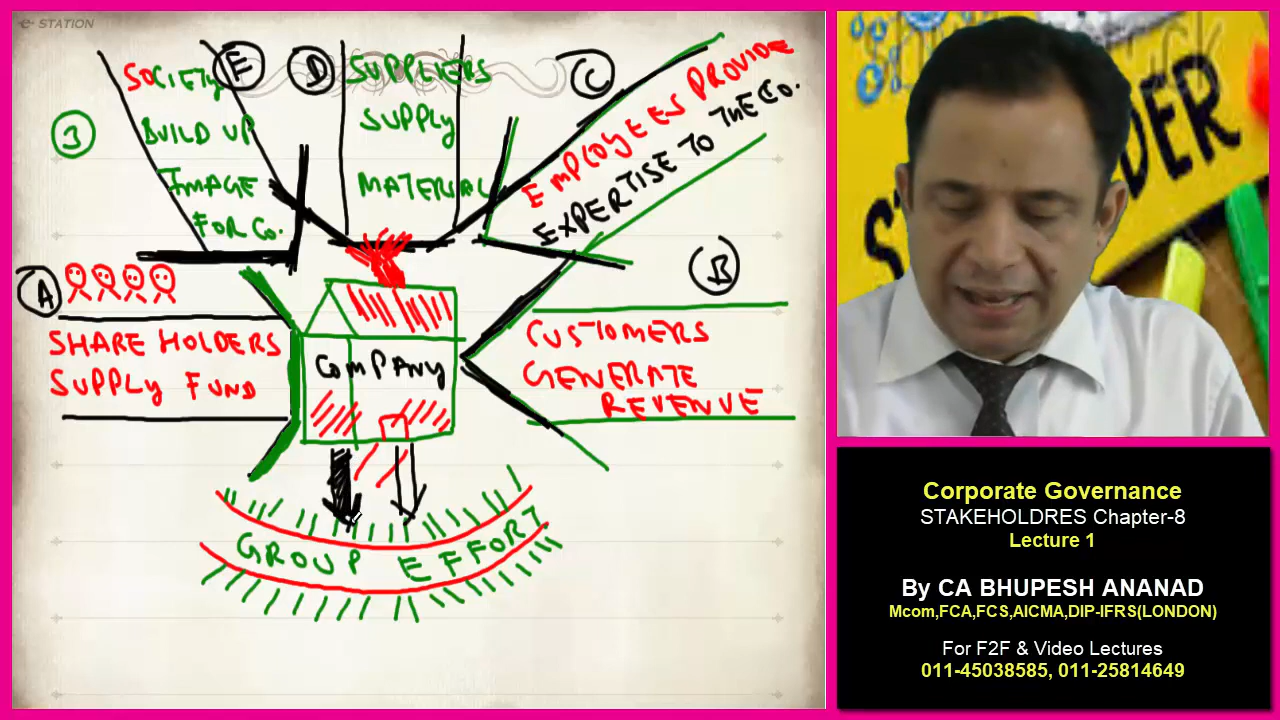 e-STATION
SOCIETY
BUILD UP
IMAGE
FOR CO.
3
E
D
SUPPLIERS
SUPPLY
MATERIAL
C
EMPLOYEES PROVIDE
EXPERTISE TO THE CO.
A
SHARE HOLDERS
SUPPLY FUND
COMPANY
B
CUSTOMERS
GENERATE
REVENUE
GROUP EFFORT
Corporate Governance
STAKEHOLDRES Chapter-8
Lecture 1
By CA BHUPESH ANANAD
Mcom,FCA,FCS,AICMA,DIP-IFRS(LONDON)
For F2F & Video Lectures
011-45038585, 011-25814649